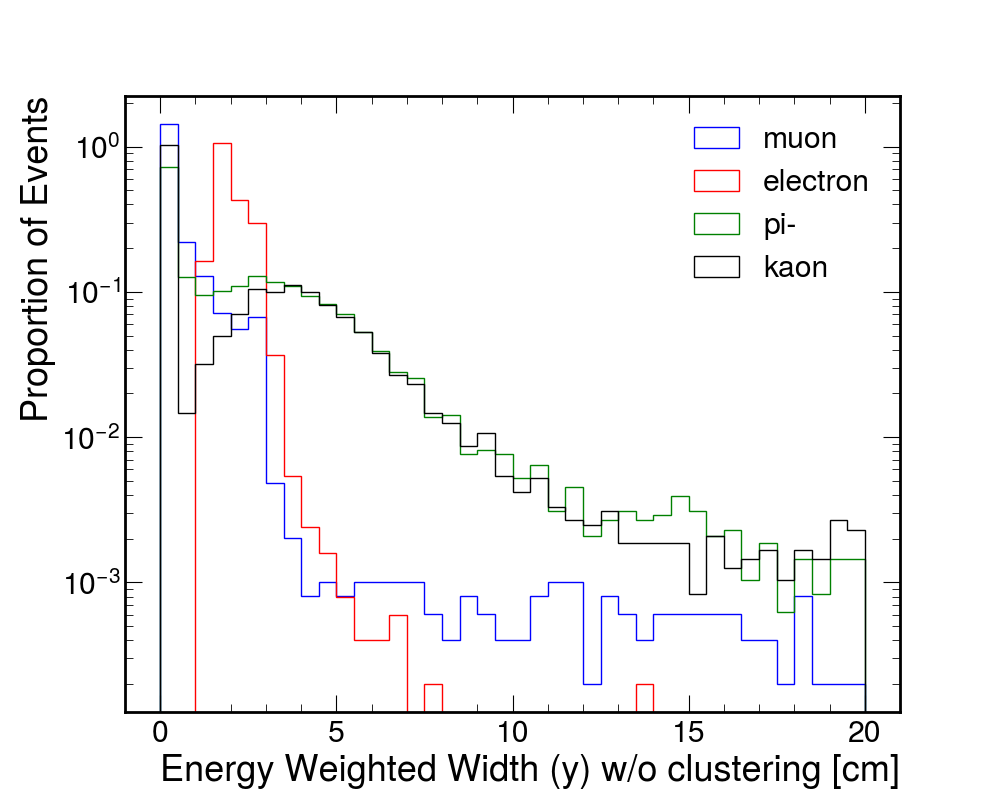 Proportion of Events
10⁰
10⁻¹
10⁻²
10⁻³
muon
electron
pi-
kaon
0 5 10 15 20
Energy Weighted Width (y) w/o clustering [cm]